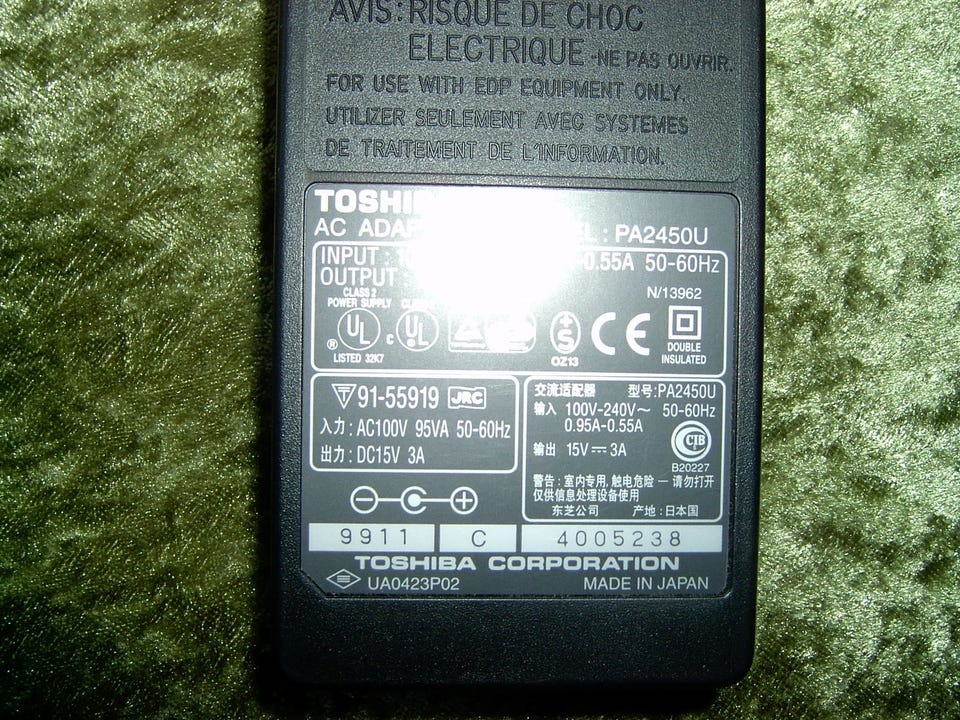 AVIS: RISQUE DE CHOC
ELECTRIQUE -NE PAS OUVRIR.
FOR USE WITH EDP EQUIPMENT ONLY.
UTILIZER SEULEMENT AVEC SYSTEMES
DE TRAITEMENT DE L'INFORMATION.
TOSHI
AC ADAP : PA2450U
INPUT : -0.55A 50-60Hz
OUTPUT
CLASS 2
POWER SUPPLY
N/13962
UL c UL S CE
® LISTED 32K7 OZ13 DOUBLE
INSULATED
T 91-55919 JRC
入力 : AC100V 95VA 50-60Hz
出力 : DC15V 3A
交流适配器 型号:PA2450U
输入 100V-240V～ 50-60Hz
0.95A-0.55A
输出 15V⎓3A
CIB
B20227
警告 : 室内专用, 触电危险 — 请勿打开
仅供信息处理设备使用
东芝公司 产地 : 日本国
9911 C 4005238
TOSHIBA CORPORATION
UA0423P02 MADE IN JAPAN